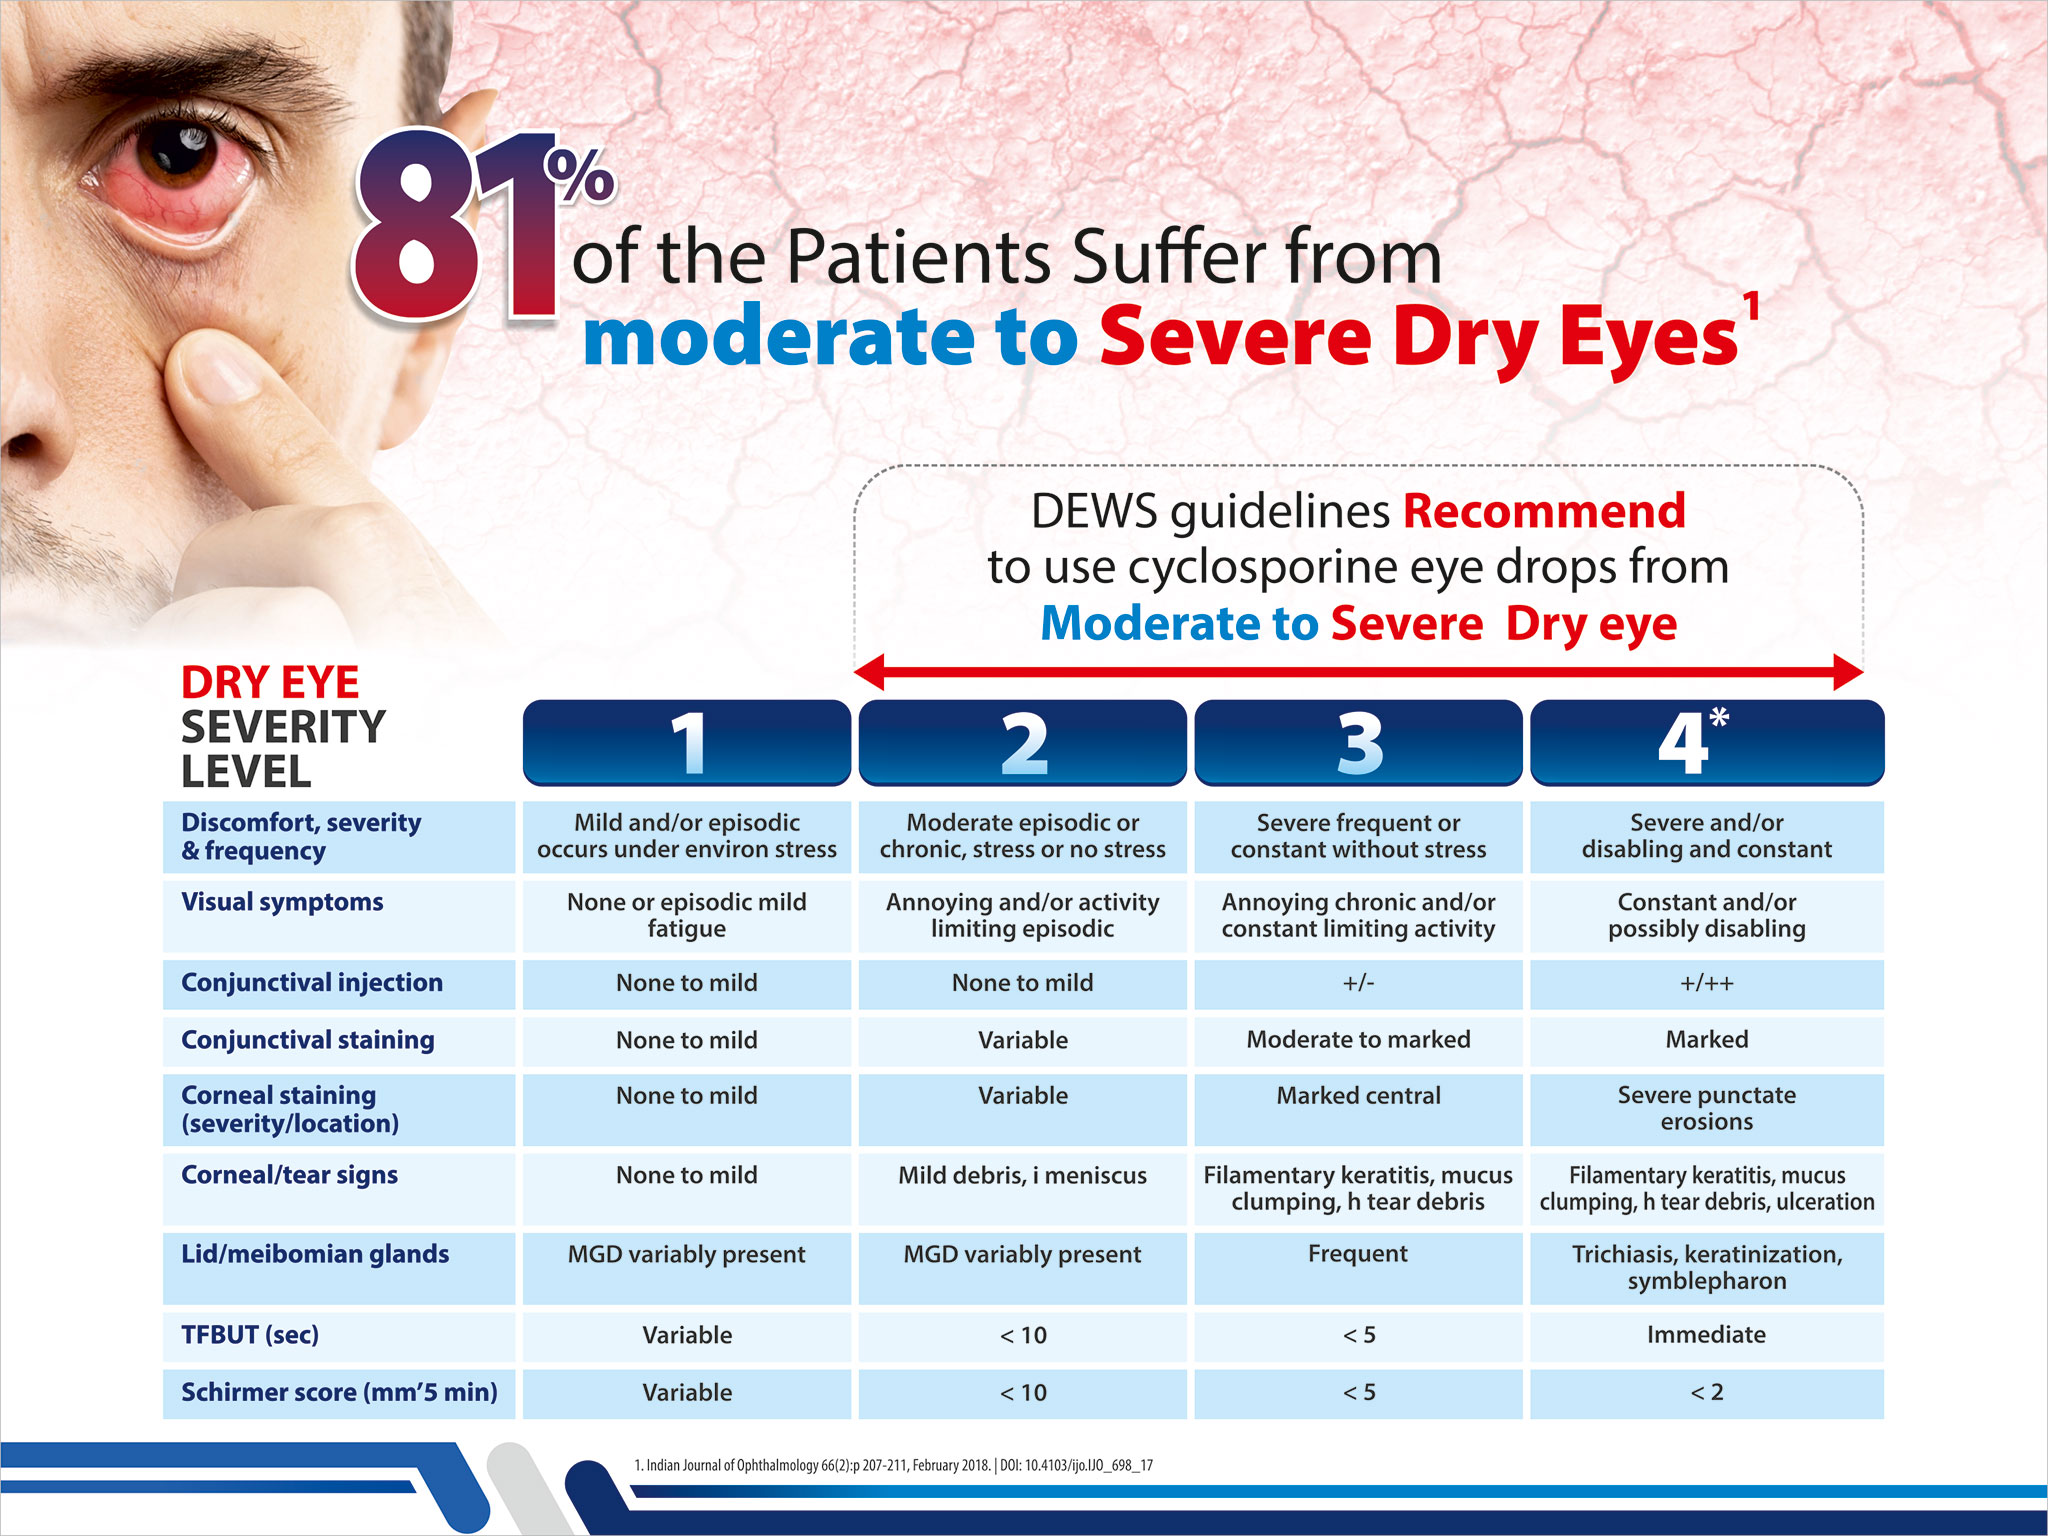 81%
of the Patients Suffer from
moderate to Severe Dry Eyes1
DEWS guidelines Recommend
to use cyclosporine eye drops from
Moderate to Severe Dry eye
DRY EYE
SEVERITY
LEVEL
1
2
3
4*
Discomfort, severity
& frequency
Mild and/or episodic
occurs under environ stress
Moderate episodic or
chronic, stress or no stress
Severe frequent or
constant without stress
Severe and/or
disabling and constant
Visual symptoms
None or episodic mild
fatigue
Annoying and/or activity
limiting episodic
Annoying chronic and/or
constant limiting activity
Constant and/or
possibly disabling
Conjunctival injection
None to mild
None to mild
+/-
+/++
Conjunctival staining
None to mild
Variable
Moderate to marked
Marked
Corneal staining
(severity/location)
None to mild
Variable
Marked central
Severe punctate
erosions
Corneal/tear signs
None to mild
Mild debris, i meniscus
Filamentary keratitis, mucus
clumping, h tear debris
Filamentary keratitis, mucus
clumping, h tear debris, ulceration
Lid/meibomian glands
MGD variably present
MGD variably present
Frequent
Trichiasis, keratinization,
symblepharon
TFBUT (sec)
Variable
< 10
< 5
Immediate
Schirmer score (mm’5 min)
Variable
< 10
< 5
< 2
1. Indian Journal of Ophthalmology 66(2):p 207-211, February 2018. | DOI: 10.4103/ijo.IJO_698_17